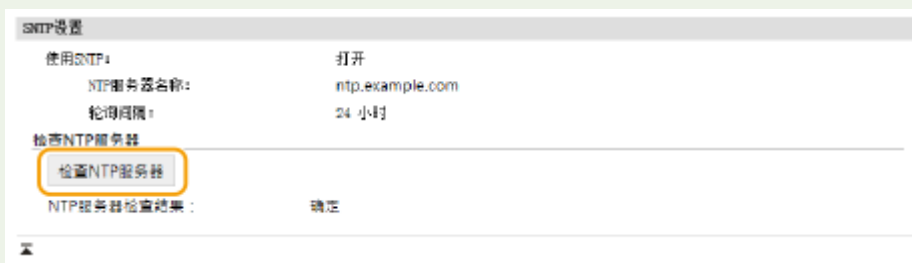 SNTP设置
使用SNTP： 打开
NTP服务器名称： ntp.example.com
轮询间隔： 24 小时
检查NTP服务器
检查NTP服务器
NTP服务器检查结果： 确定